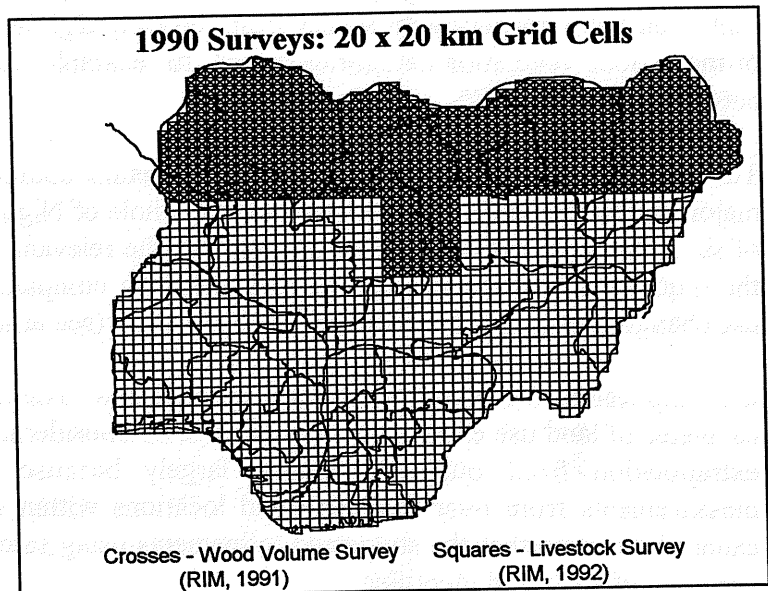 1990 Surveys: 20 x 20 km Grid Cells
Crosses - Wood Volume Survey Squares - Livestock Survey
(RIM, 1991) (RIM, 1992)